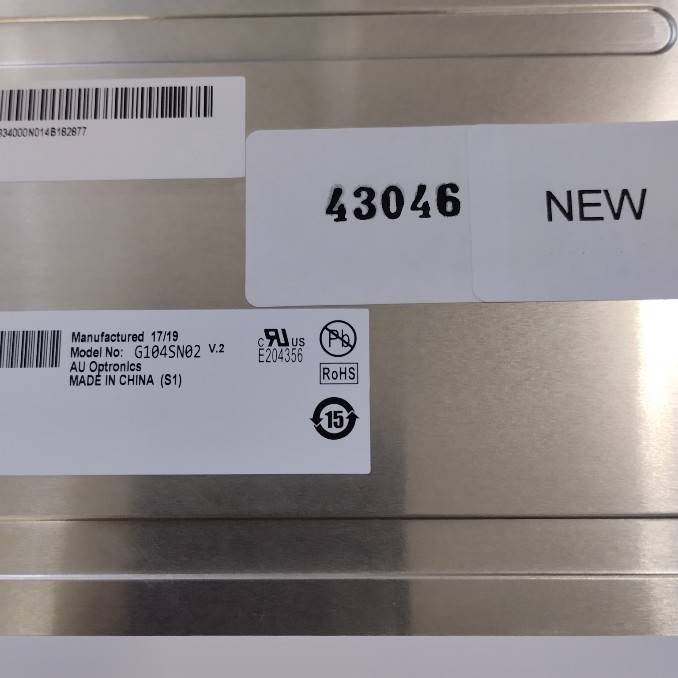 934000N014B182877
43046
NEW
Manufactured 17/19
Model No: G104SN02 V.2
AU Optronics
MADE IN CHINA (S1)
c RU us
E204356
Pb
RoHS
15